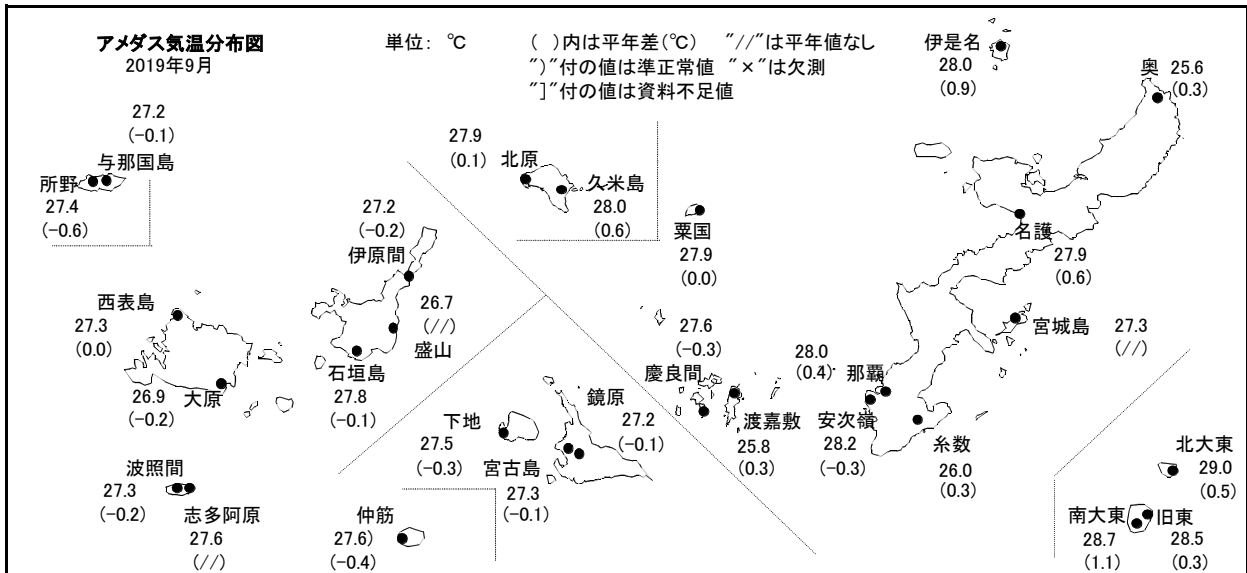 アメダス気温分布図
2019年9月
単位： ℃
（ ）内は平年差(℃) "//"は平年値なし
")"付の値は準正常値 "×"は欠測
"]"付の値は資料不足値
伊是名
28.0
(0.9)
奥
25.6
(0.3)
27.2
(-0.1)
与那国島
所野
27.4
(-0.6)
27.9
(0.1)
北原
久米島
28.0
(0.6)
粟国
27.9
(0.0)
名護
27.9
(0.6)
27.2
(-0.2)
伊原間
26.7
(//)
盛山
石垣島
27.8
(-0.1)
西表島
27.3
(0.0)
大原
26.9
(-0.2)
宮城島
27.3
(//)
27.6
(-0.3)
慶良間
渡嘉敷
25.8
(0.3)
28.0
(0.4)
那覇
安次嶺
28.2
(-0.3)
糸数
26.0
(0.3)
下地
27.5
(-0.3)
鏡原
27.2
(-0.1)
宮古島
27.3
(-0.1)
波照間
27.3
(-0.2)
志多阿原
27.6
(//)
仲筋
27.6)
(-0.4)
北大東
29.0
(0.5)
南大東
28.7
(1.1)
旧東
28.5
(0.3)